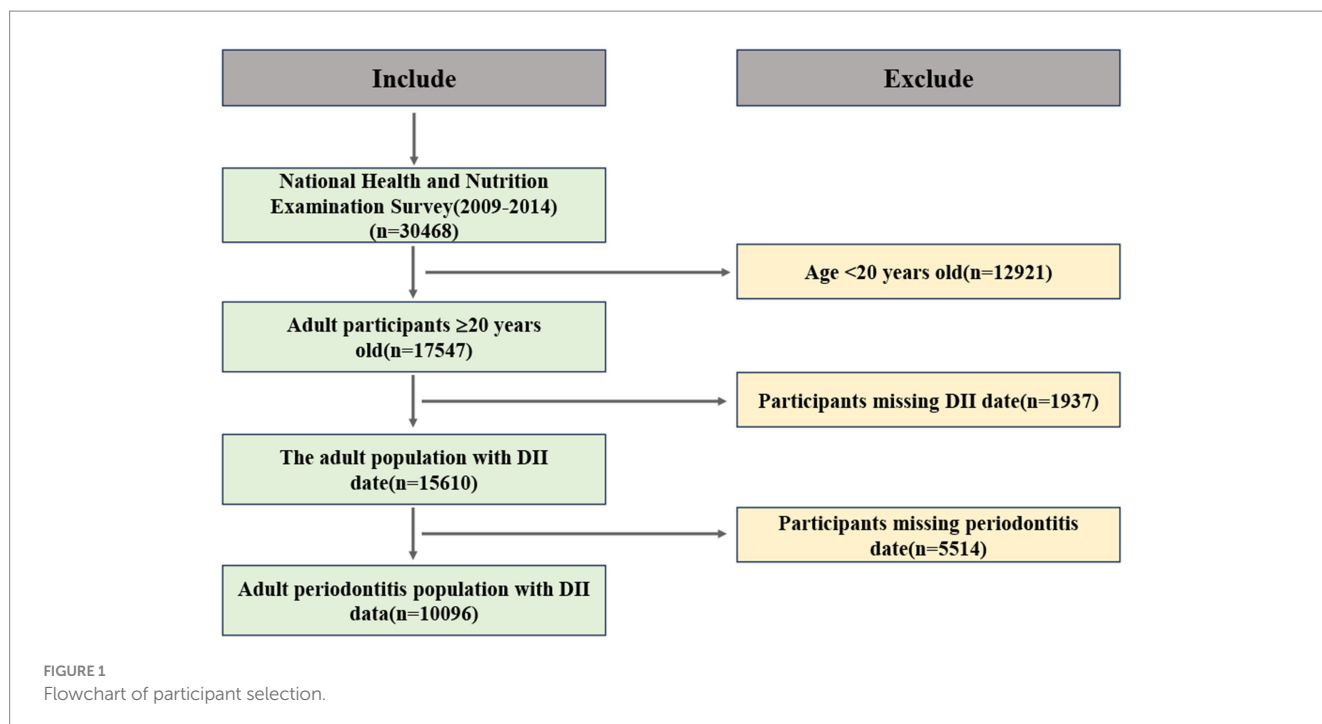 Include
Exclude
National Health and Nutrition
Examination Survey(2009-2014)
(n=30468)
Age <20 years old(n=12921)
Adult participants ≥20 years
old(n=17547)
Participants missing DII date(n=1937)
The adult population with DII
date(n=15610)
Participants missing periodontitis
date(n=5514)
Adult periodontitis population with DII
data(n=10096)
FIGURE 1
Flowchart of participant selection.